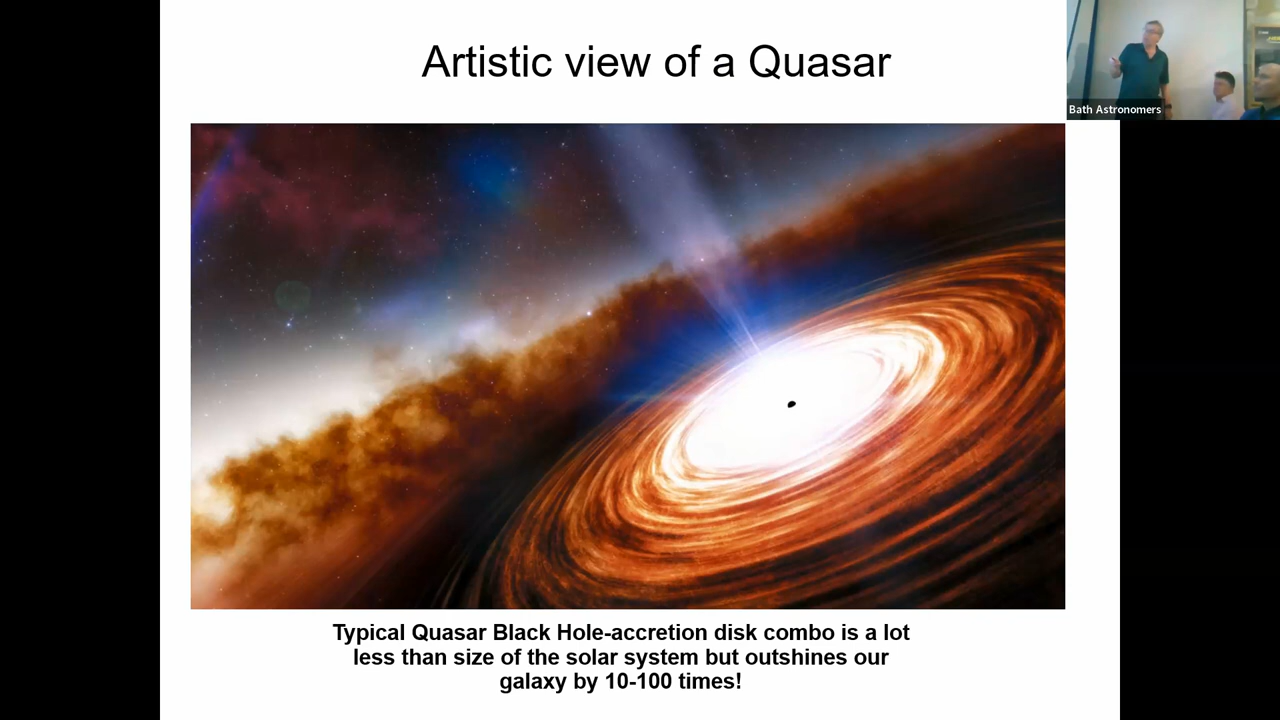 Artistic view of a Quasar
Bath Astronomers
Typical Quasar Black Hole-accretion disk combo is a lot
less than size of the solar system but outshines our
galaxy by 10-100 times!